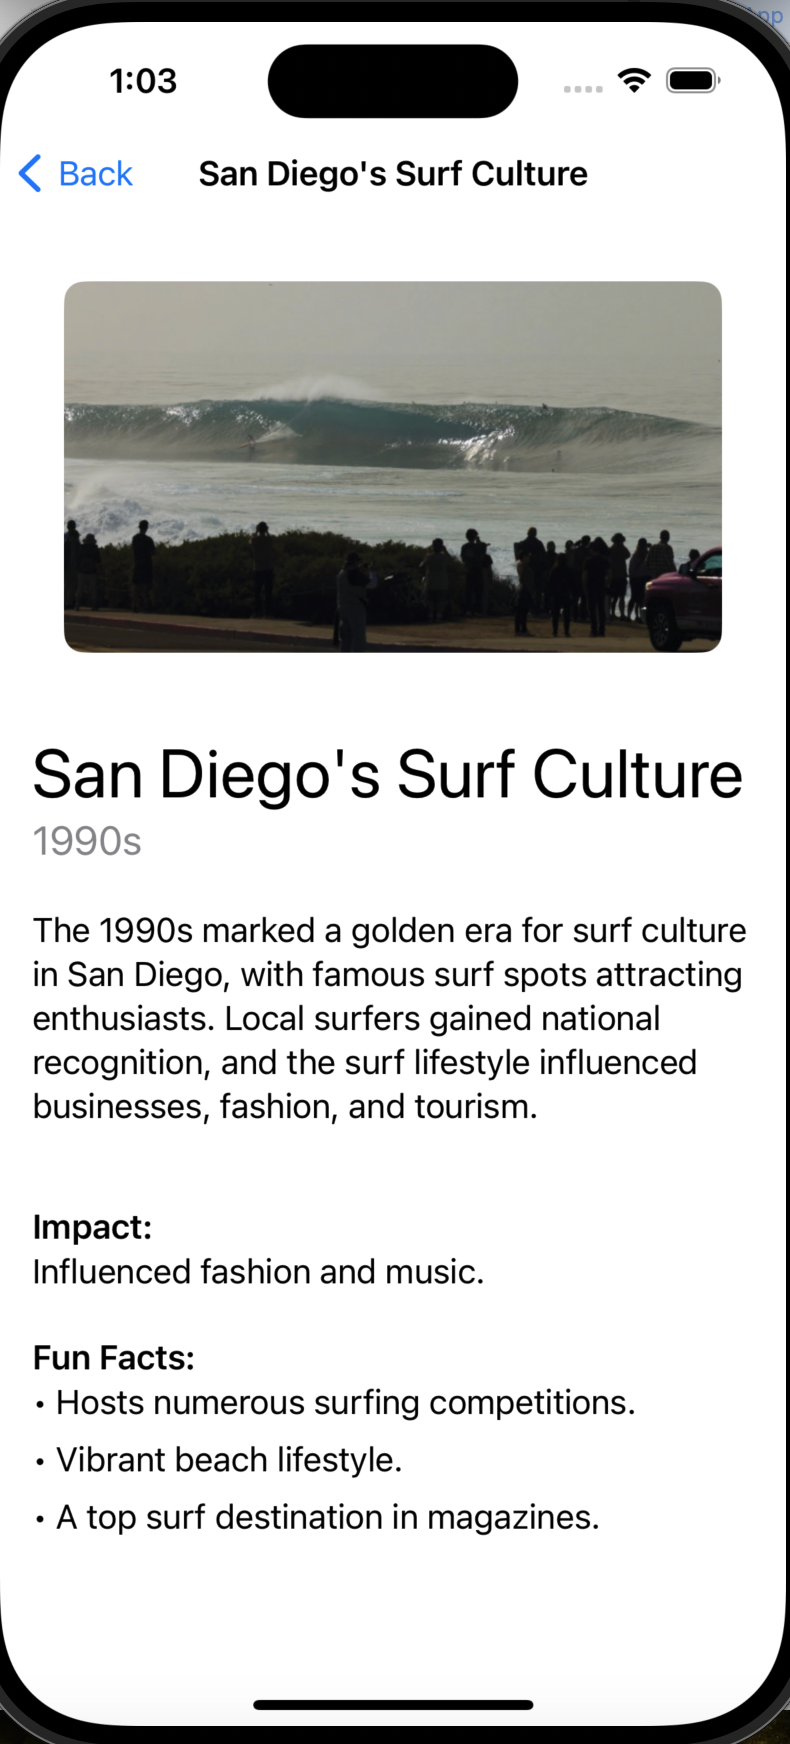 App
1:03
Back
San Diego's Surf Culture
San Diego's Surf Culture
1990s
The 1990s marked a golden era for surf culture
in San Diego, with famous surf spots attracting
enthusiasts. Local surfers gained national
recognition, and the surf lifestyle influenced
businesses, fashion, and tourism.
Impact:
Influenced fashion and music.
Fun Facts:
• Hosts numerous surfing competitions.
• Vibrant beach lifestyle.
• A top surf destination in magazines.